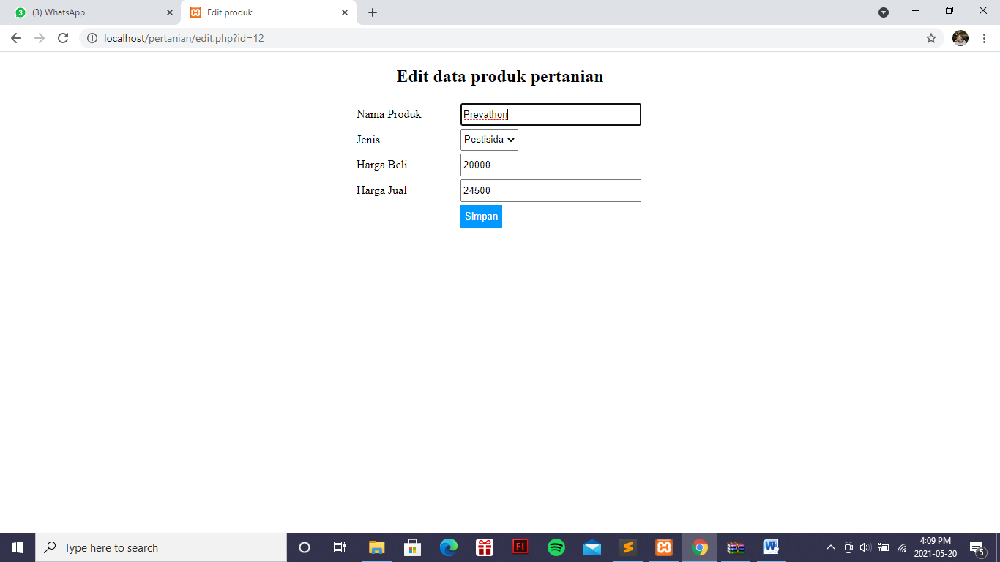 (3) WhatsApp
Edit produk
localhost/pertanian/edit.php?id=12
Edit data produk pertanian
Nama Produk Prevathon
Jenis Pestisida
Harga Beli 20000
Harga Jual 24500
Simpan
Type here to search
4:09 PM
2021-05-20
5